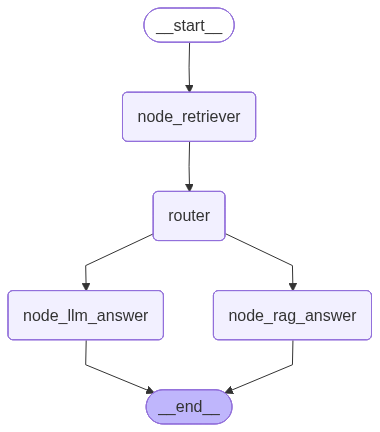 __start__
node_retriever
router
node_llm_answer
node_rag_answer
__end__